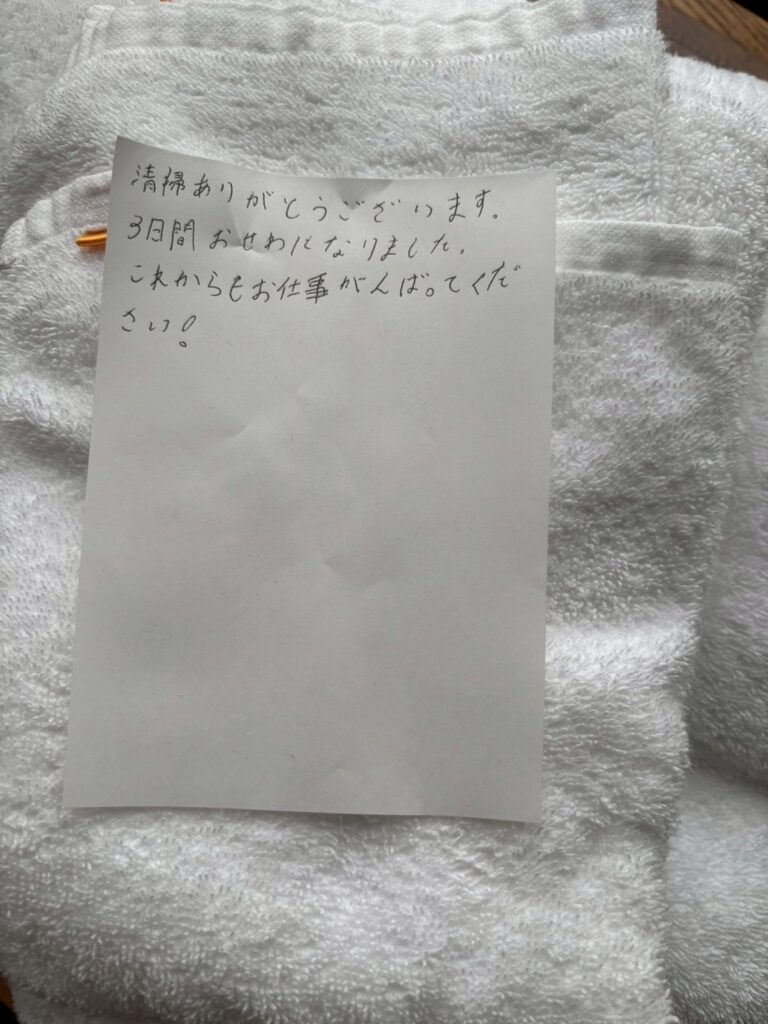 清掃ありがとうございます。
3日間おせわになりました。
これからもお仕事がんばってくだ
さい!